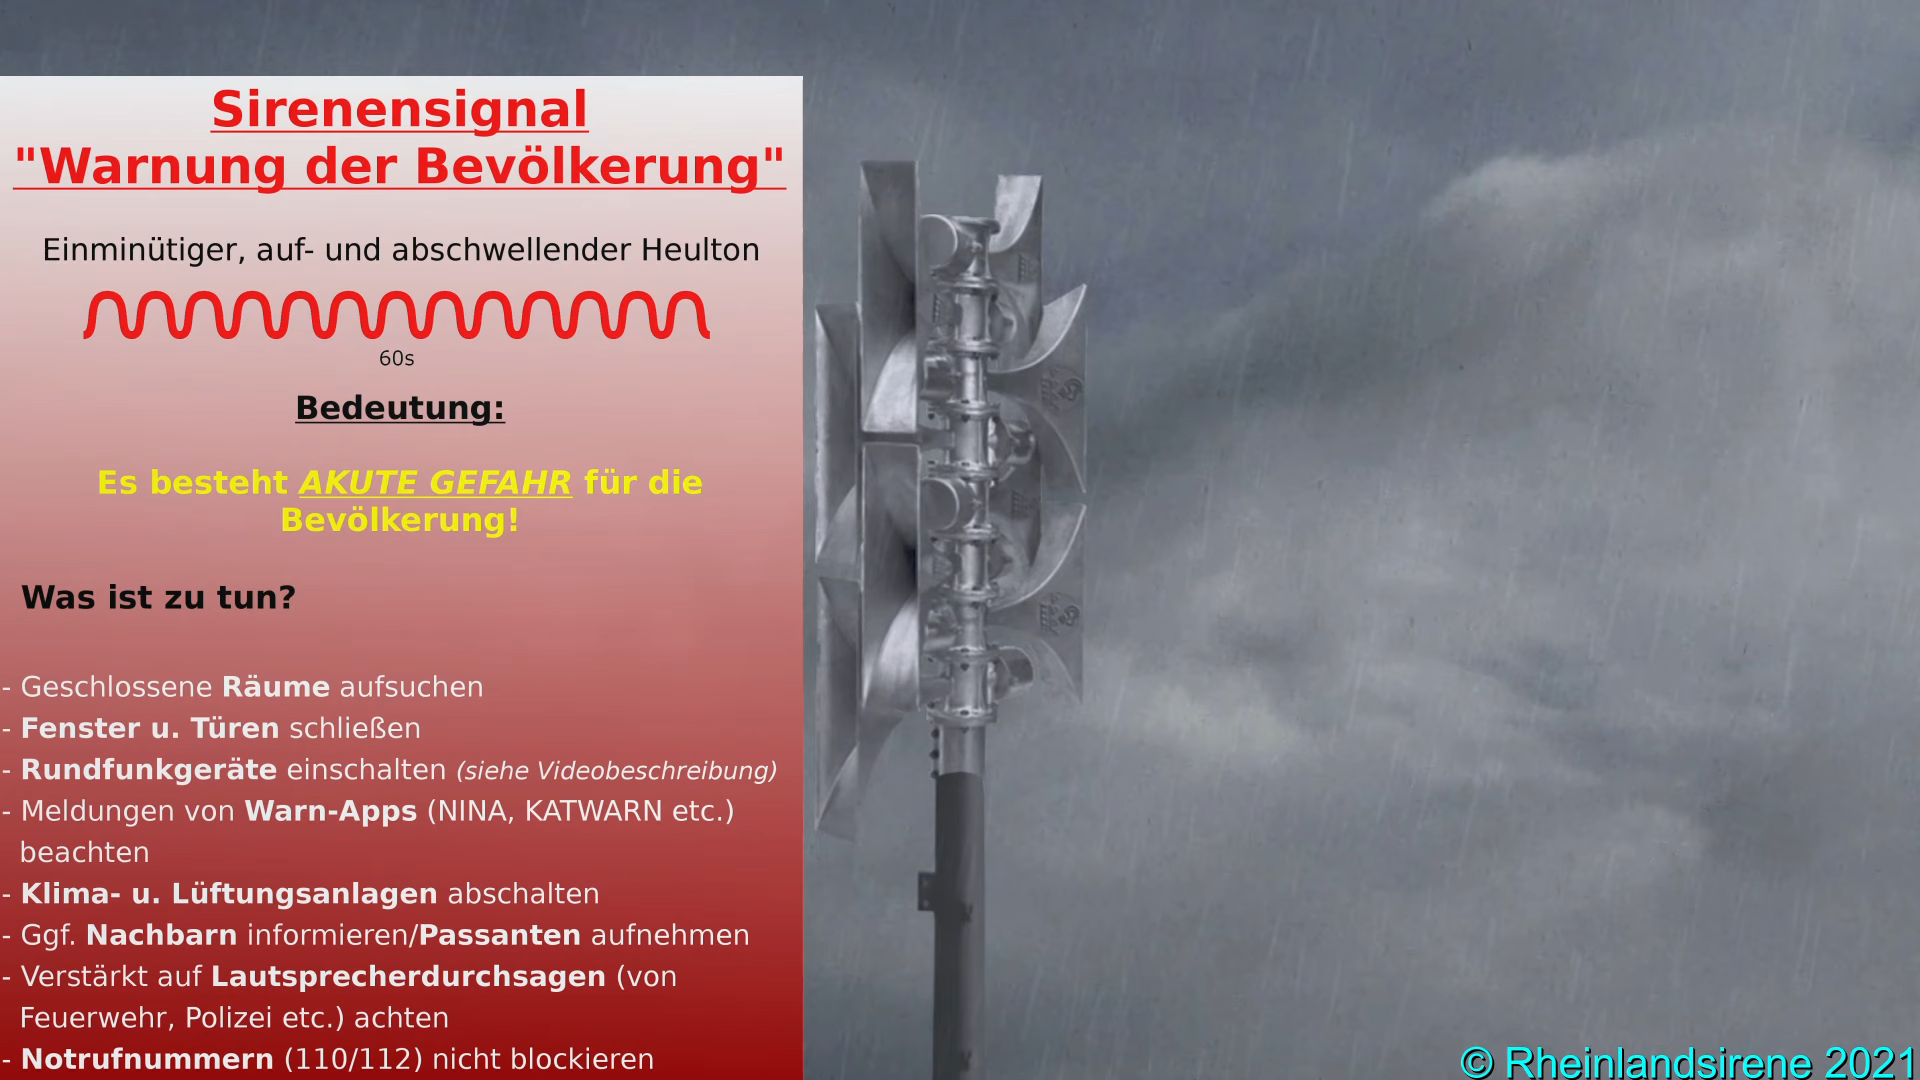 Sirenensignal
"Warnung der Bevölkerung"
Einminütiger, auf- und abschwellender Heulton
60s
Bedeutung:
Es besteht AKUTE GEFAHR für die
Bevölkerung!
Was ist zu tun?
- Geschlossene Räume aufsuchen
- Fenster u. Türen schließen
- Rundfunkgeräte einschalten (siehe Videobeschreibung)
- Meldungen von Warn-Apps (NINA, KATWARN etc.)
beachten
- Klima- u. Lüftungsanlagen abschalten
- Ggf. Nachbarn informieren/Passanten aufnehmen
- Verstärkt auf Lautsprecherdurchsagen (von
Feuerwehr, Polizei etc.) achten
- Notrufnummern (110/112) nicht blockieren
© Rheinlandsirene 2021